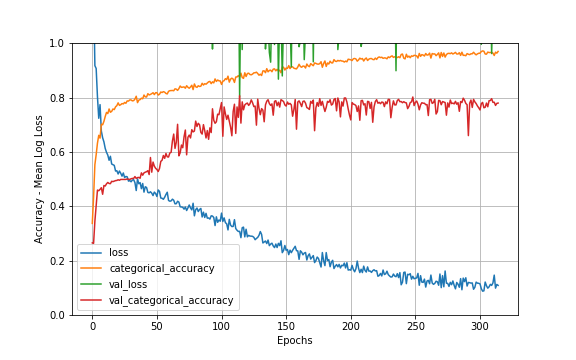 1.0
0.8
0.6
0.4
0.2
0.0
Accuracy - Mean Log Loss
loss
categorical_accuracy
val_loss
val_categorical_accuracy
0
50
100
150
200
250
300
Epochs